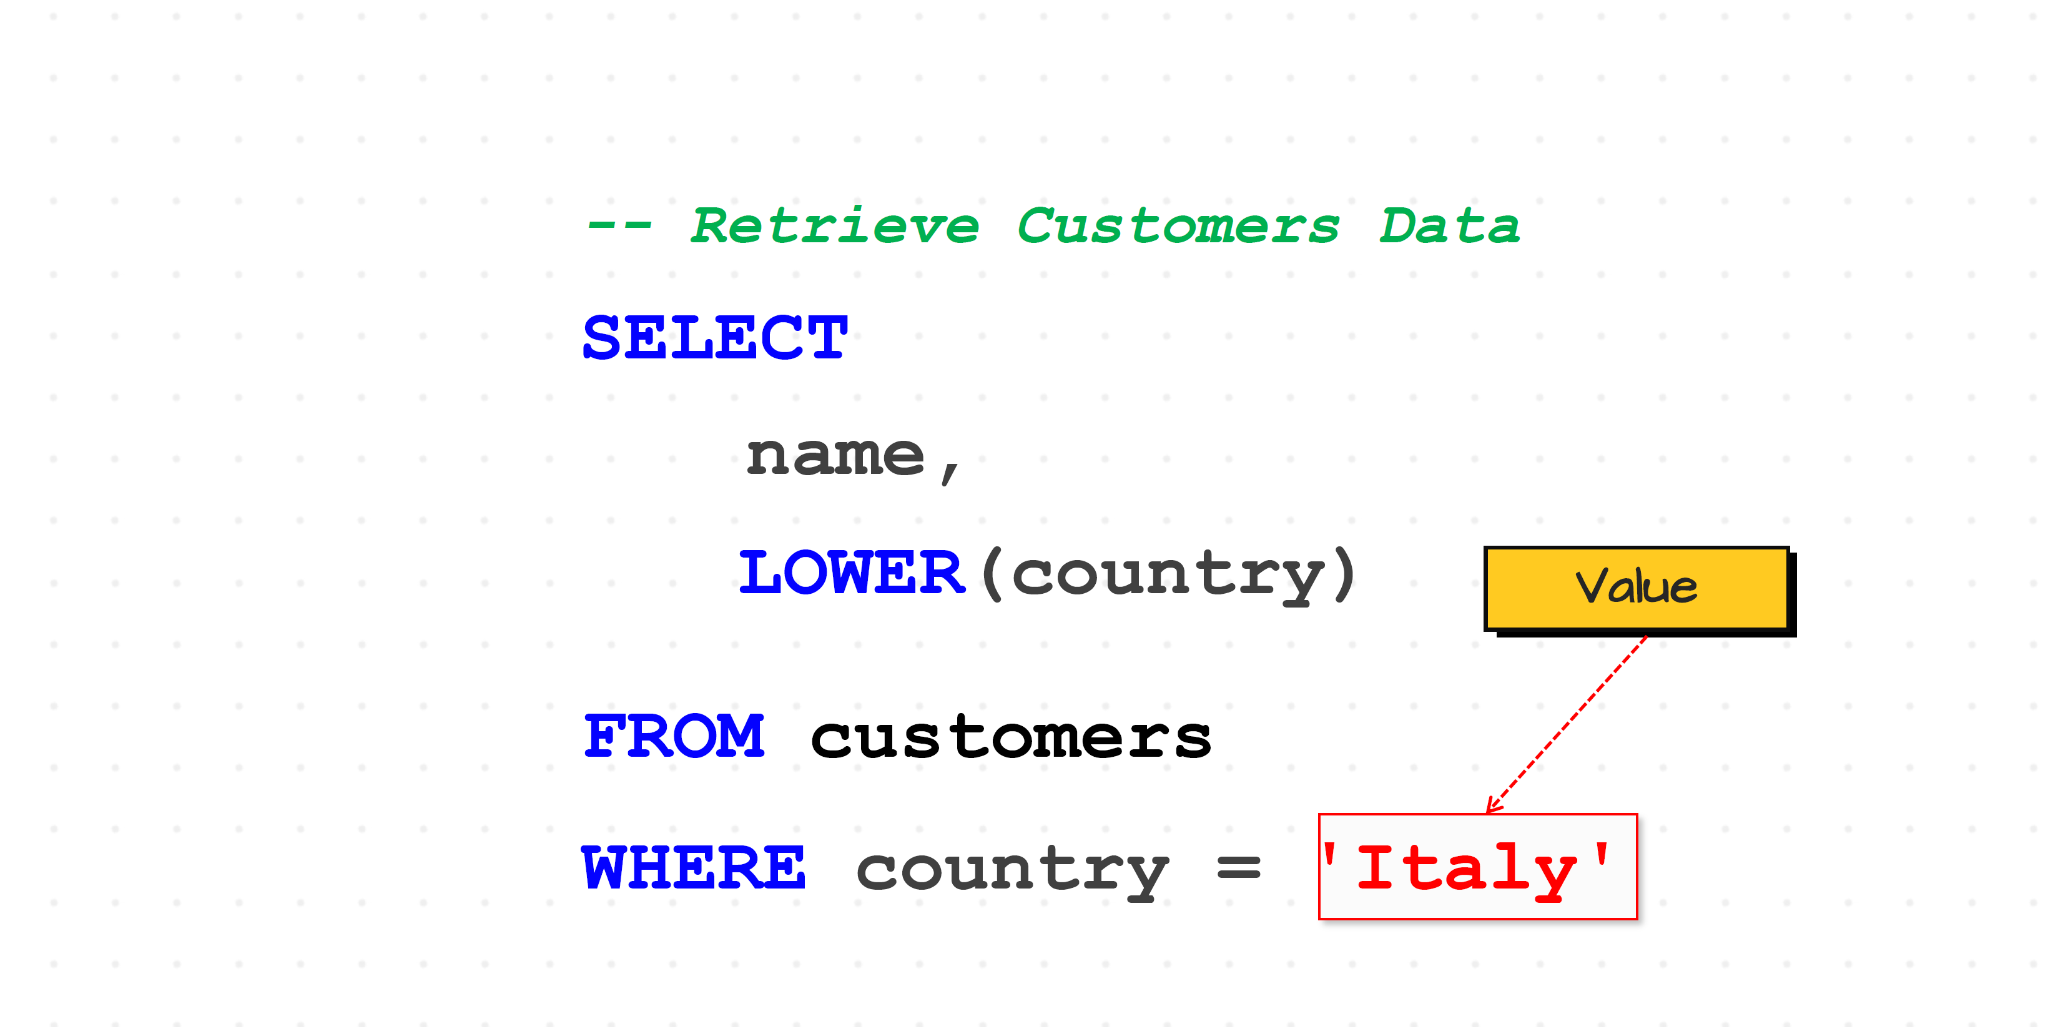 -- Retrieve Customers Data
SELECT
name,
LOWER(country)
Value
FROM customers
WHERE country = 'Italy'